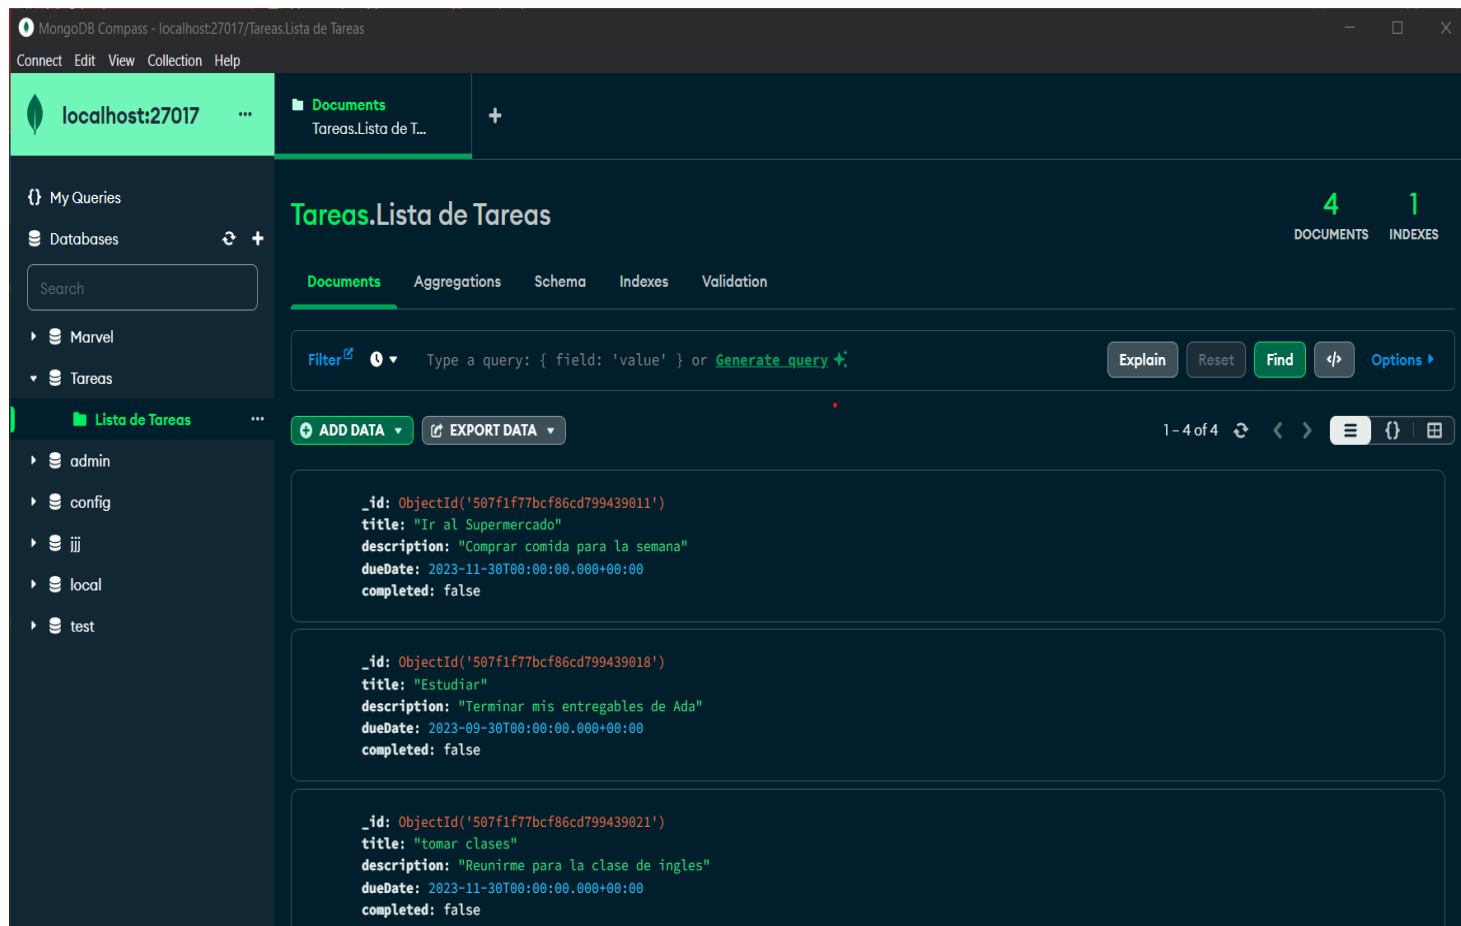 MongoDB Compass - localhost:27017/Tareas.Lista de Tareas
Connect Edit View Collection Help
localhost:27017 ...
Documents
Tareas.Lista de T...
+
{} My Queries
Databases
Search
Marvel
Tareas
Lista de Tareas ...
admin
config
jjj
local
test
Tareas.Lista de Tareas
4
DOCUMENTS
1
INDEXES
Documents Aggregations Schema Indexes Validation
Filter Type a query: { field: 'value' } or Generate query Explain Reset Find </> Options
ADD DATA EXPORT DATA 1 – 4 of 4 {}
_id: ObjectId('507f1f77bcf86cd799439011')
title: "Ir al Supermercado"
description: "Comprar comida para la semana"
dueDate: 2023-11-30T00:00:00.000+00:00
completed: false
_id: ObjectId('507f1f77bcf86cd799439018')
title: "Estudiar"
description: "Terminar mis entregables de Ada"
dueDate: 2023-09-30T00:00:00.000+00:00
completed: false
_id: ObjectId('507f1f77bcf86cd799439021')
title: "tomar clases"
description: "Reunirme para la clase de ingles"
dueDate: 2023-11-30T00:00:00.000+00:00
completed: false